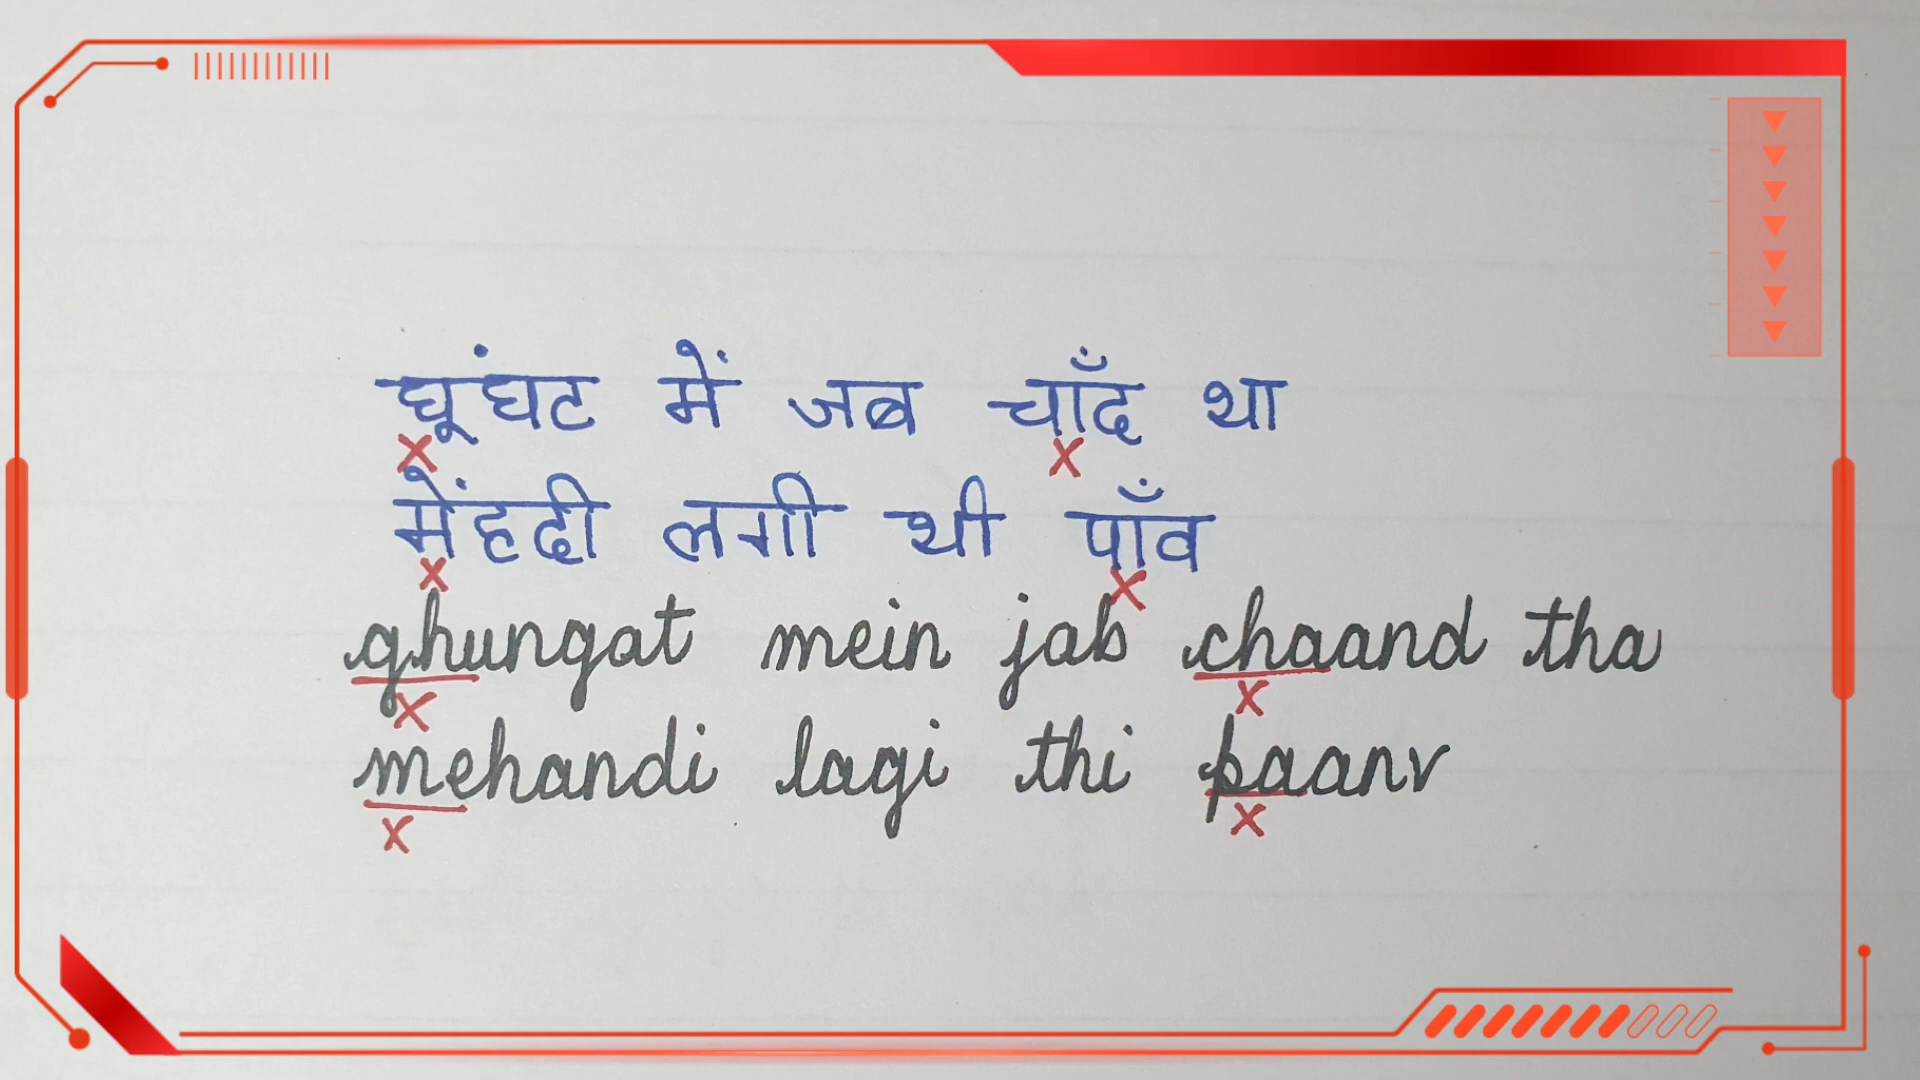 घूंघट में जब चाँद था
x x
मेंहदी लगी थी पाँव
x x
ghungat mein jab chaand tha
x x
mehandi lagi thi paanv
x x